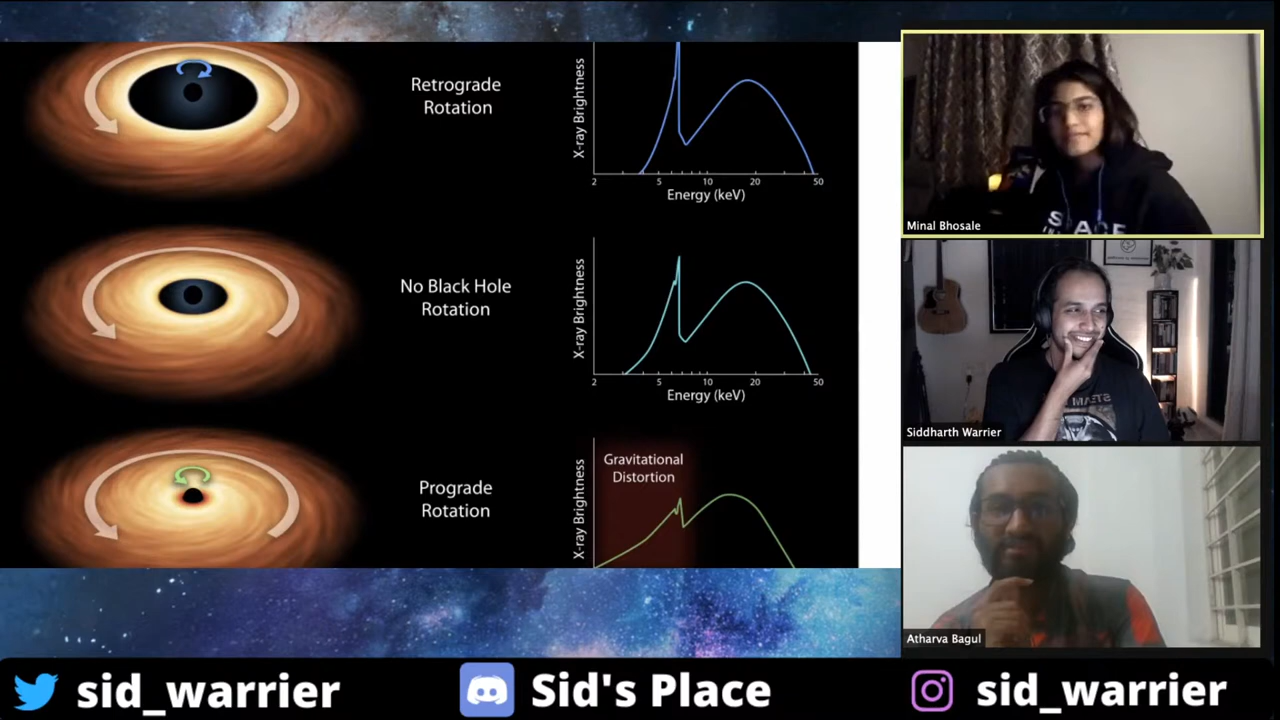 Retrograde
Rotation
X-ray Brightness
2 5 10 20 50
Energy (keV)
No Black Hole
Rotation
X-ray Brightness
2 5 10 20 50
Energy (keV)
Prograde
Rotation
X-ray Brightness
Gravitational
Distortion
Minal Bhosale
Siddharth Warrier
Atharva Bagul
sid_warrier
Sid's Place
sid_warrier